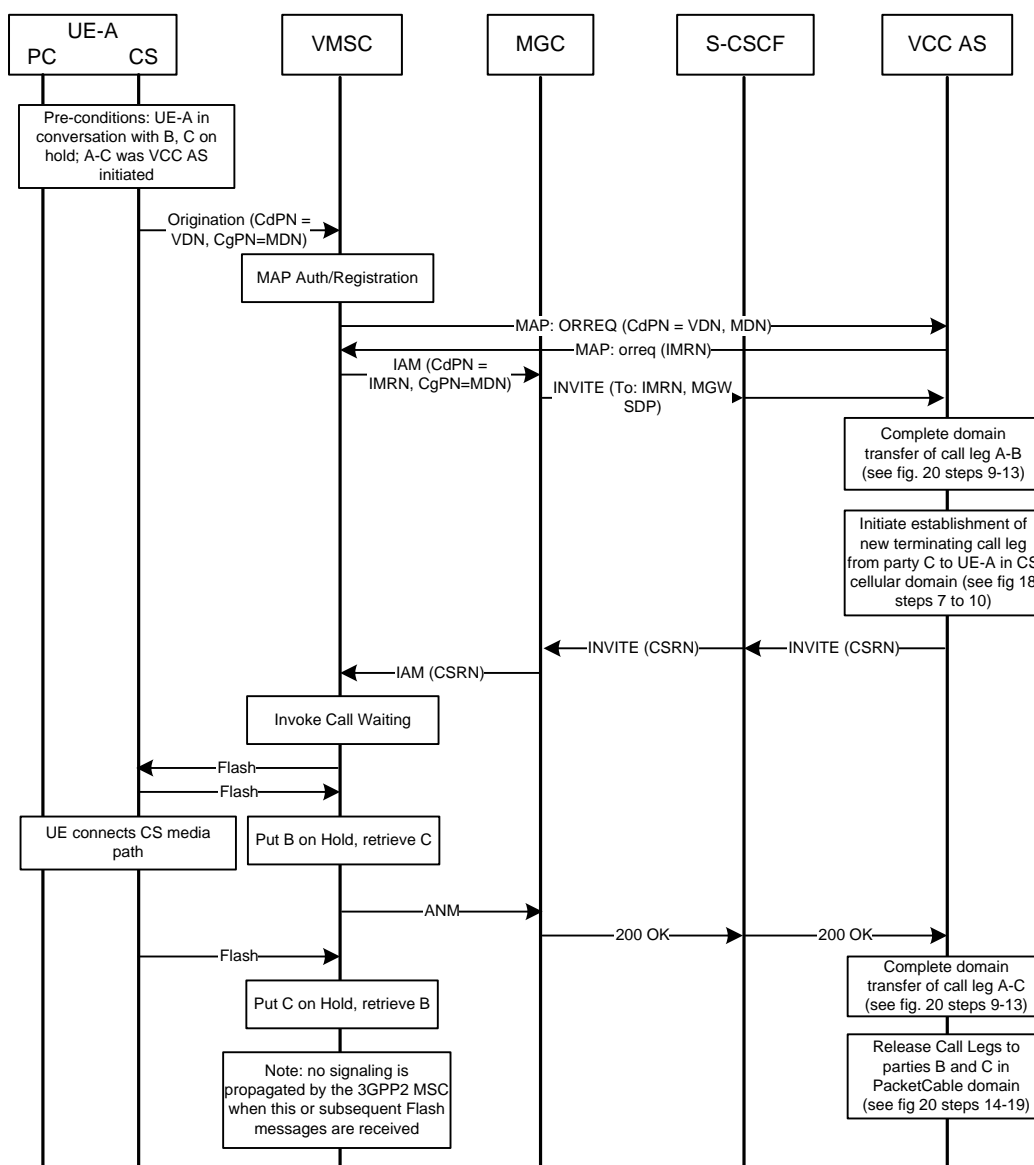 UE-A
VMSC
MGC
S-CSCF
VCC AS
PC
CS
Pre-conditions: UE-A in
conversation with B, C on
hold; A-C was VCC AS
initiated
Origination (CdPN =
VDN, CgPN=MDN)
MAP Auth/Registration
MAP: ORREQ (CdPN = VDN, MDN)
MAP: orreq (IMRN)
IAM (CdPN =
IMRN, CgPN=MDN)
INVITE (To: IMRN, MGW
SDP)
Complete domain
transfer of call leg A-B
(see fig. 20 steps 9-13)
Initiate establishment of
new terminating call leg
from party C to UE-A in CS
cellular domain (see fig 18
steps 7 to 10)
INVITE (CSRN)
INVITE (CSRN)
IAM (CSRN)
Invoke Call Waiting
Flash
Flash
UE connects CS media
path
Put B on Hold, retrieve C
ANM
200 OK
200 OK
Flash
Complete domain
transfer of call leg A-C
(see fig. 20 steps 9-13)
Put C on Hold, retrieve B
Release Call Legs to
parties B and C in
PacketCable domain
(see fig 20 steps 14-19)
Note: no signaling is
propagated by the 3GPP2 MSC
when this or subsequent Flash
messages are received